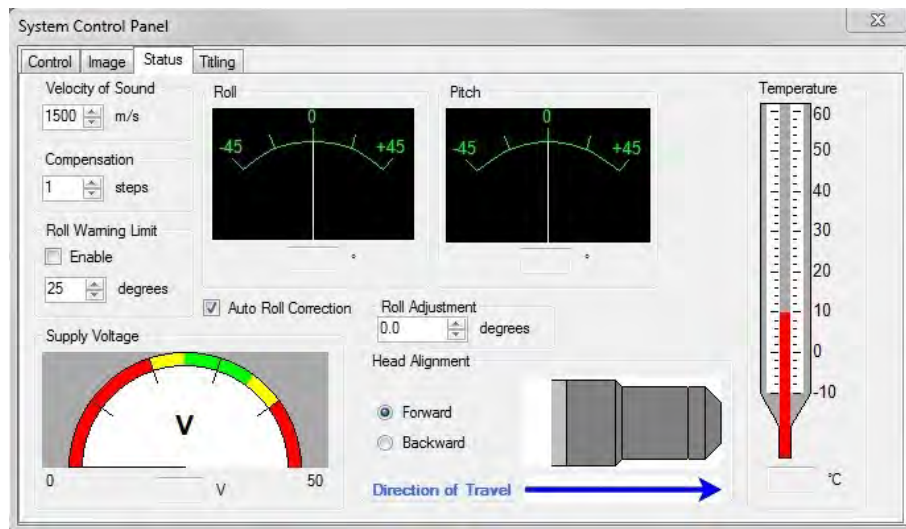 System Control Panel
Control Image Status Titling
Velocity of Sound
1500 m/s
Compensation
1 steps
Roll Warning Limit
Enable
25 degrees
Roll
0
-45 +45
°
Pitch
0
-45 +45
°
Auto Roll Correction
Roll Adjustment
0.0 degrees
Supply Voltage
V
0 50
V
Head Alignment
Forward
Backward
Direction of Travel
Temperature
60
50
40
30
20
10
0
-10
°C